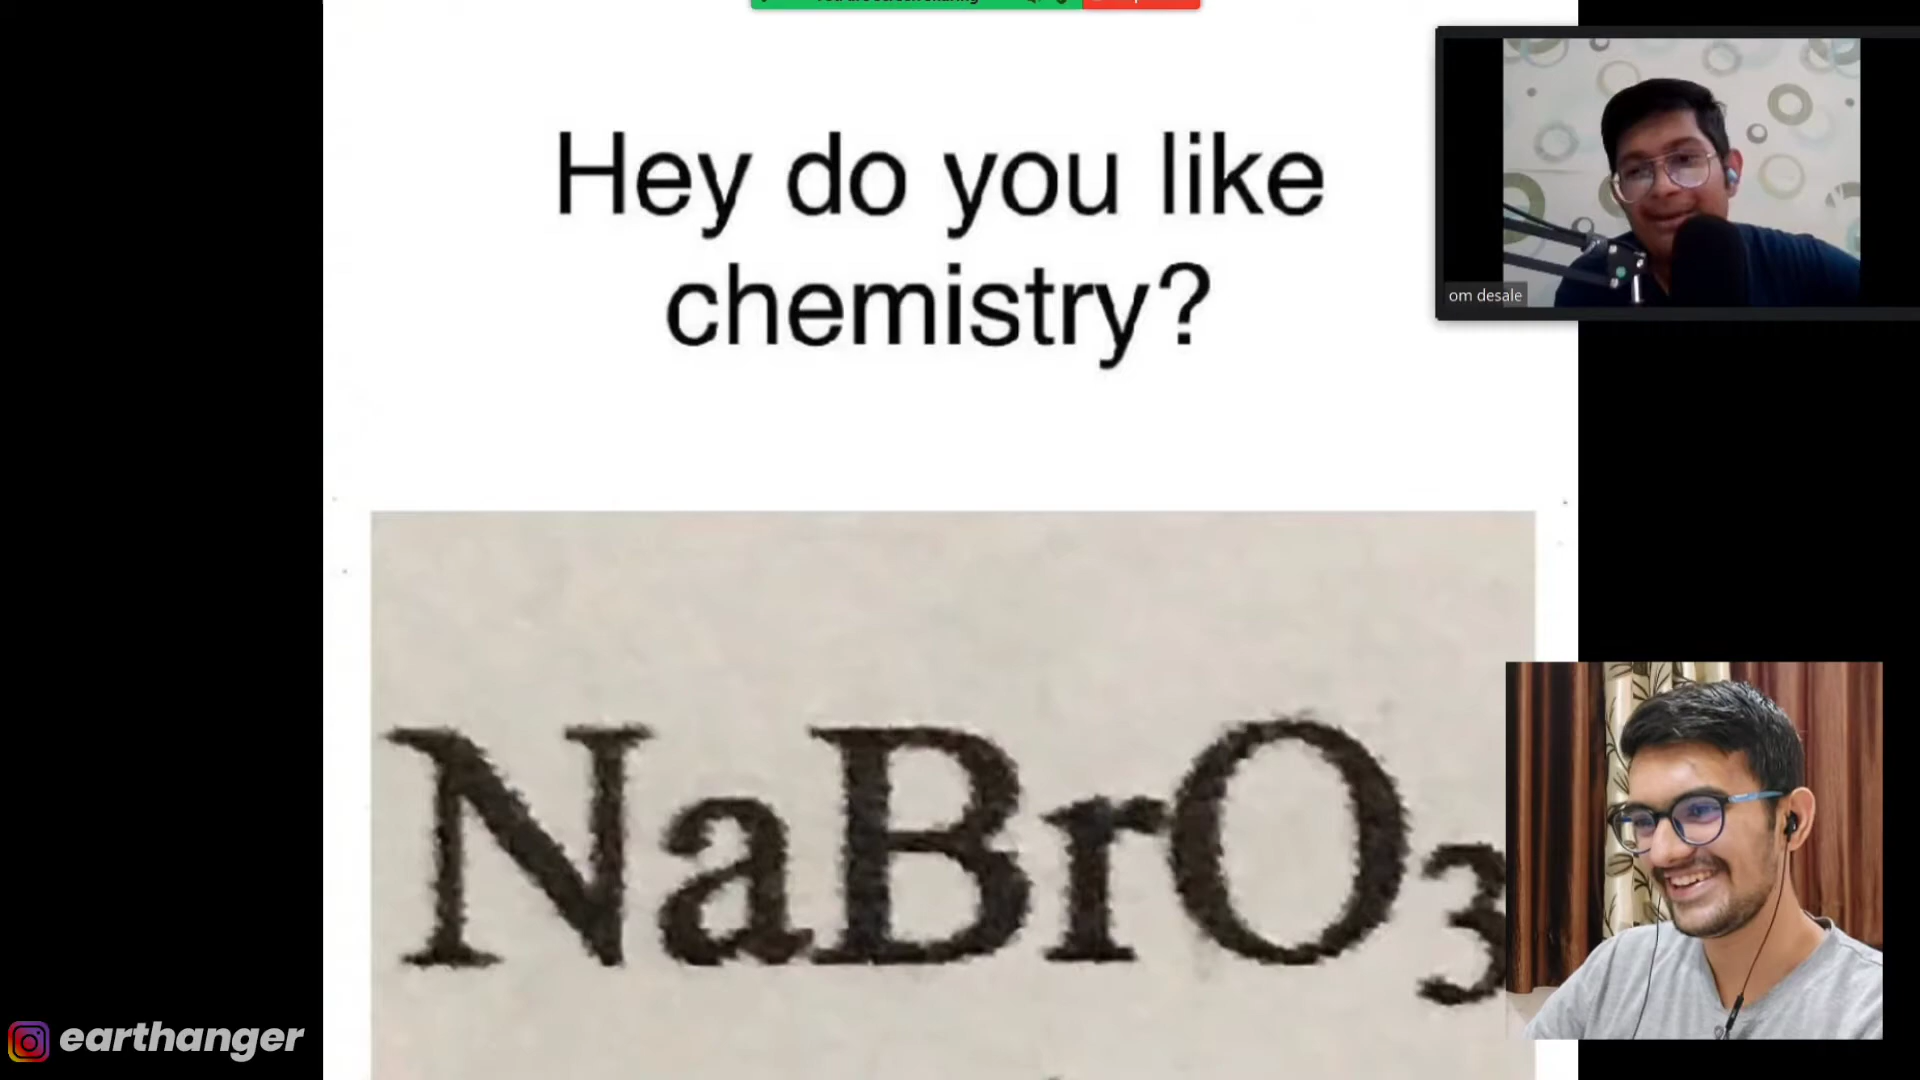 Hey do you like
chemistry?
om desale
NaBrO₃
earthanger